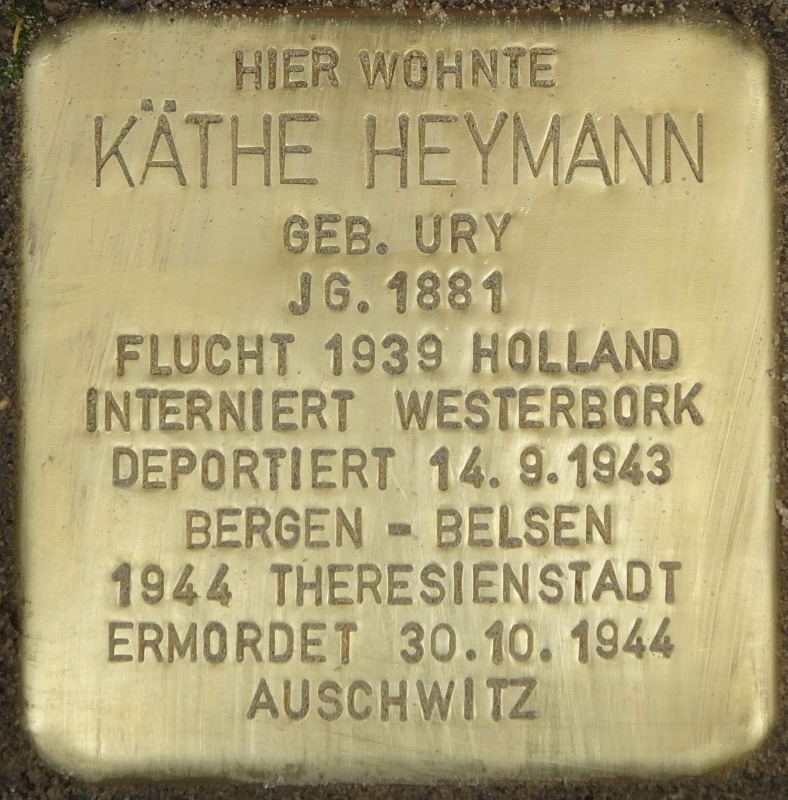 HIER WOHNTE
KÄTHE HEYMANN
GEB. URY
JG. 1881
FLUCHT 1939 HOLLAND
INTERNIERT WESTERBORK
DEPORTIERT 14.9.1943
BERGEN-BELSEN
1944 THERESIENSTADT
ERMORDET 30.10.1944
AUSCHWITZ